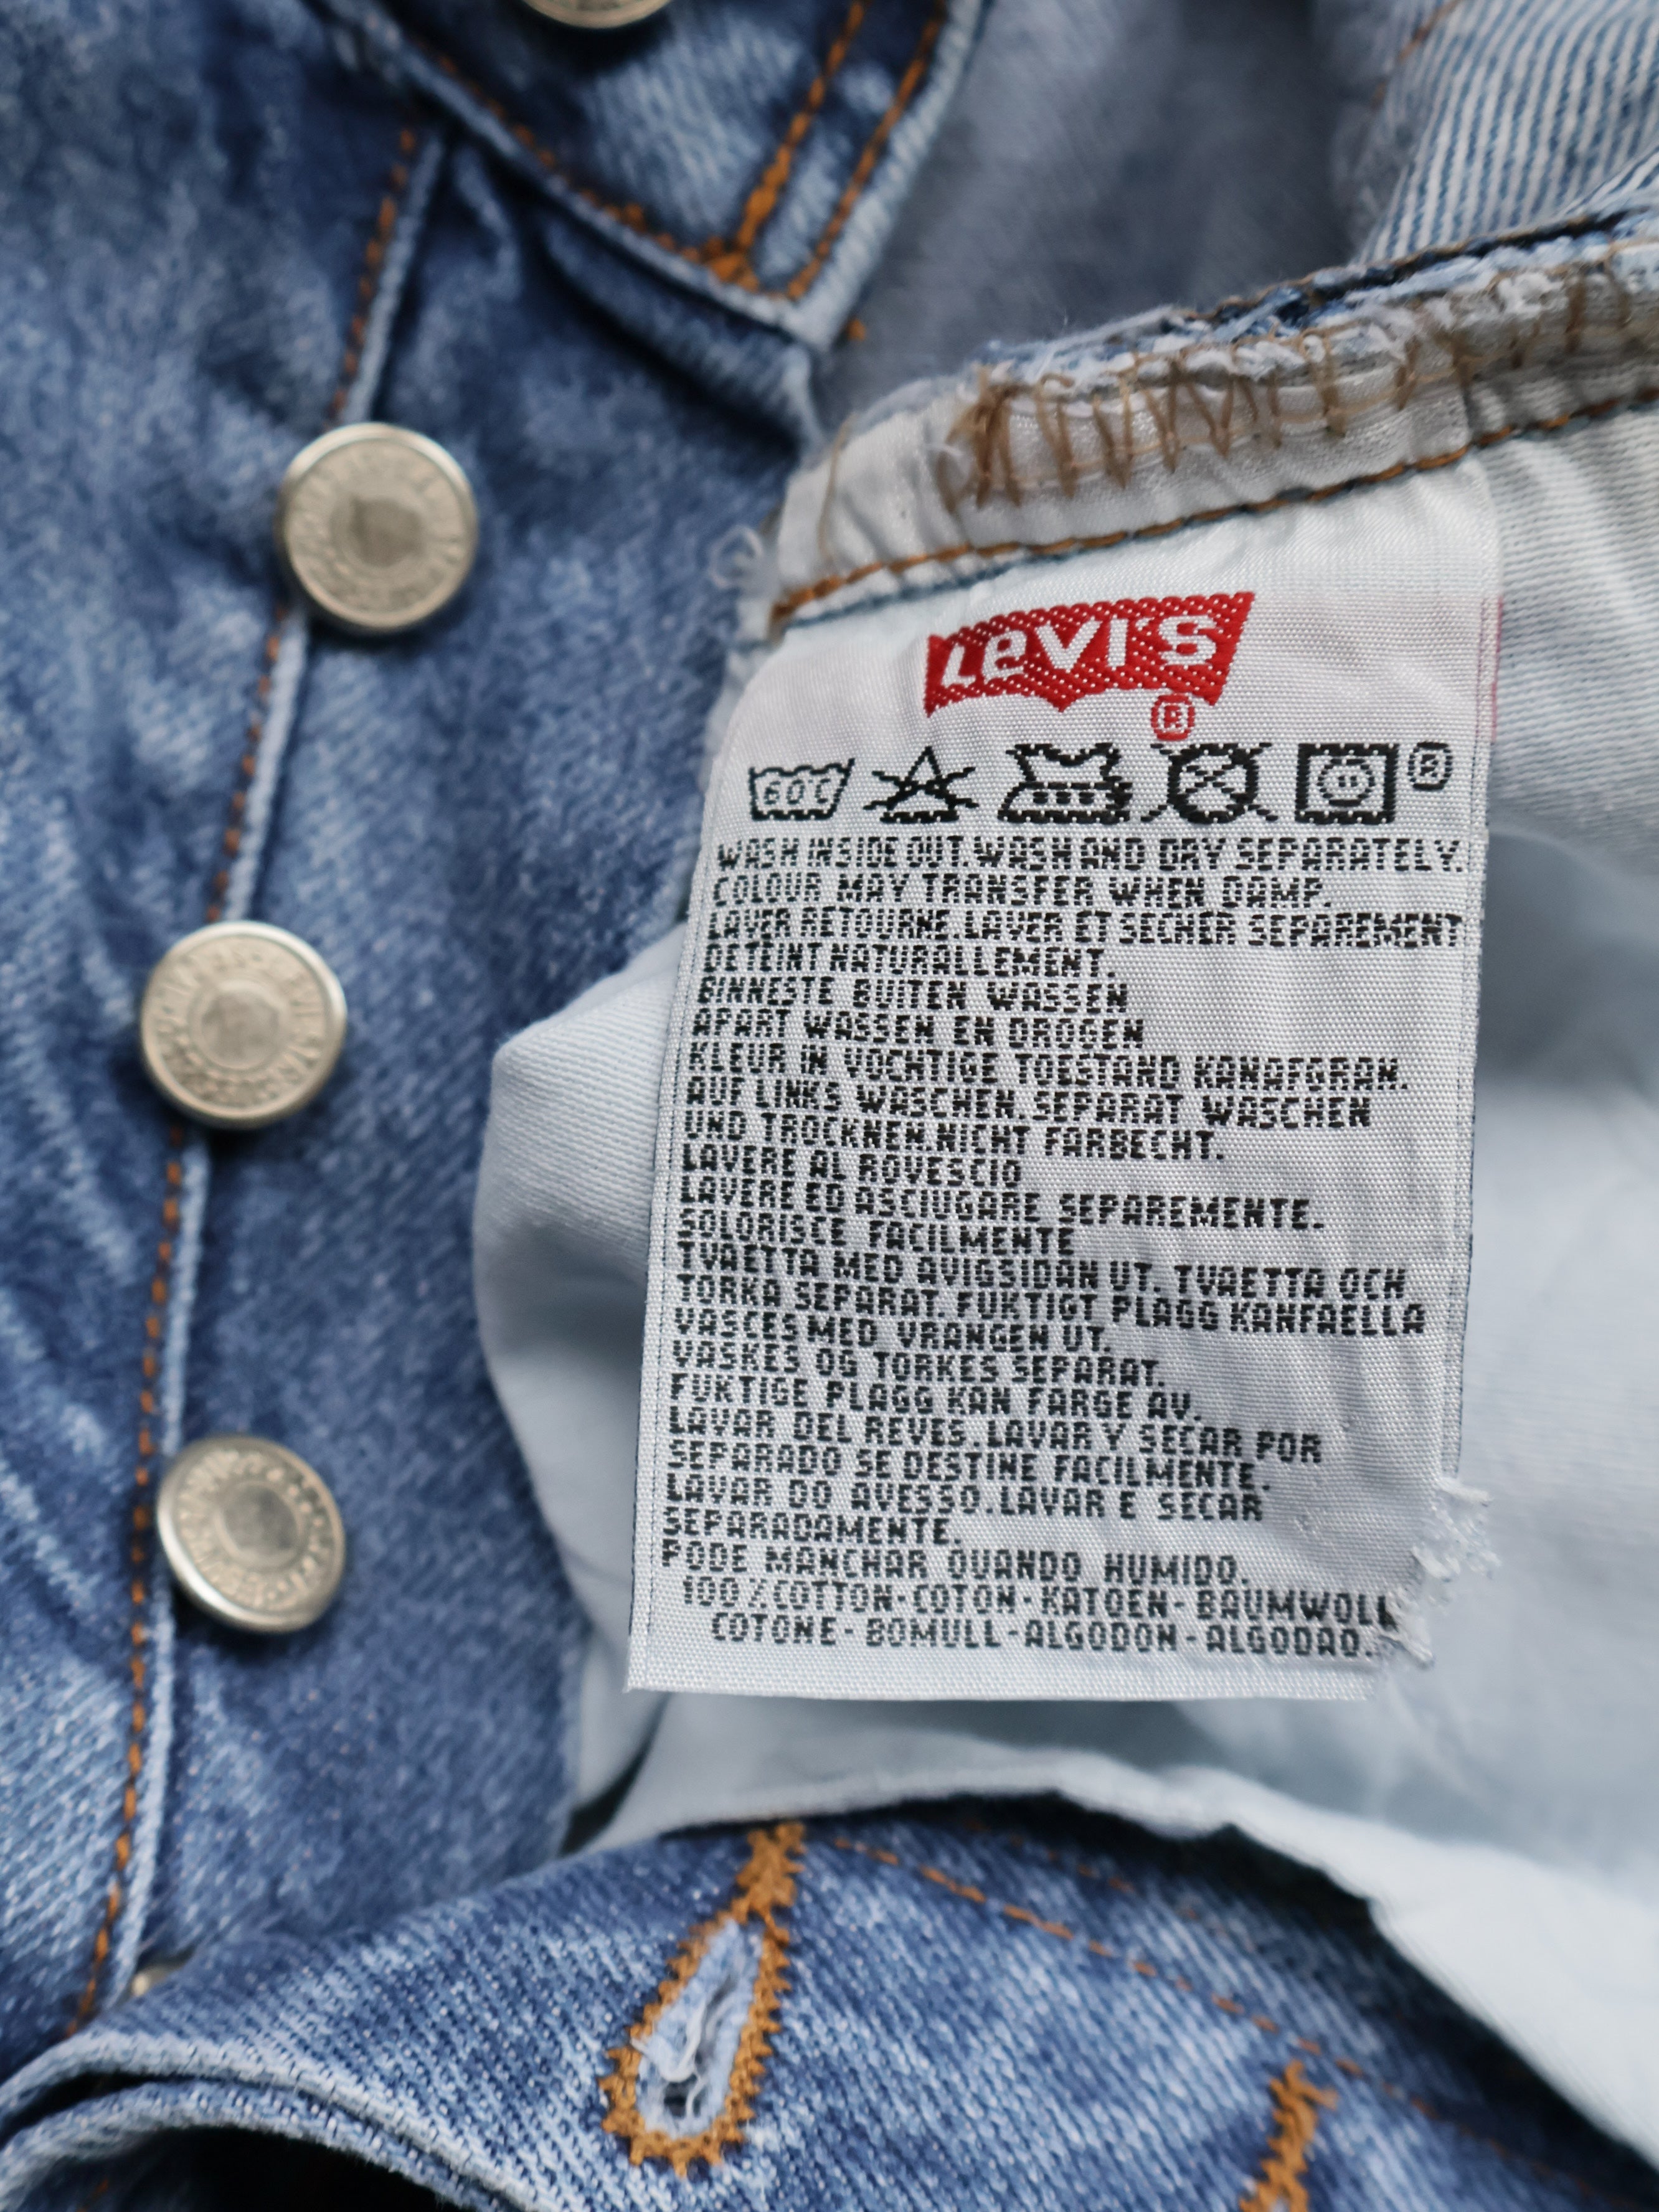 Levi's
®
60°C ®
WASH INSIDE OUT. WASH AND DRY SEPARATELY.
COLOUR MAY TRANSFER WHEN DAMP.
LAVER RETOURNE. LAVER ET SECHER SEPAREMENT
DETEINT NATURALLEMENT.
BINNESTE BUITEN WASSEN
APART WASSEN EN DROGEN
KLEUR IN VOCHTIGE TOESTAND KANAFGRAN.
AUF LINKS WASCHEN. SEPARAT WASCHEN
UND TROCKNEN. NICHT FARBECHT.
LAVERE AL ROVESCIO
LAVERE ED ASCIUGARE SEPAREMENTE.
SOLORISCE FACILMENTE
TVAETTA MED AVIGSIDAN UT. TVAETTA OCH
TORKA SEPARAT. FUKTIGT PLAGG KANFAELLA
VASCES MED VRANGEN UT.
VASKES OG TORKES SEPARAT.
FUKTIGE PLAGG KAN FARGE AV.
LAVAR DEL REVES. LAVAR Y SECAR POR
SEPARADO SE DESTINE FACILMENTE.
LAVAR DO AVESSO. LAVAR E SECAR
SEPARADAMENTE.
PODE MANCHAR QUANDO HUMIDO.
100% COTTON - COTON - KATOEN - BAUMWOLL
COTONE - BOMULL - ALGODON - ALGODAO.